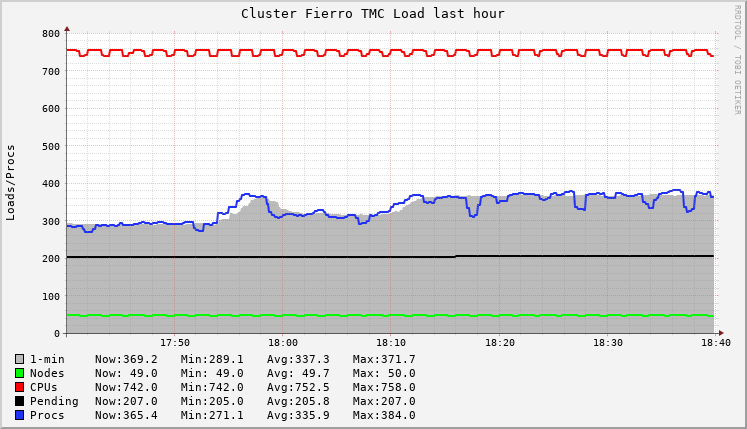 Cluster Fierro TMC Load last hour
RRDTOOL / TOBI OETIKER
Loads/Procs
800
700
600
500
400
300
200
100
0
17:50 18:00 18:10 18:20 18:30 18:40
1-min Now:369.2 Min:289.1 Avg:337.3 Max:371.7
Nodes Now: 49.0 Min: 49.0 Avg: 49.7 Max: 50.0
CPUs Now:742.0 Min:742.0 Avg:752.5 Max:758.0
Pending Now:207.0 Min:205.0 Avg:205.8 Max:207.0
Procs Now:365.4 Min:271.1 Avg:335.9 Max:384.0